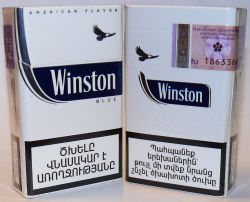 AMERICAN FLAVOR
Winston
BLUE
ԾԽԵԼԸ
ՎՆԱՍԱԿԱՐ Է
ԱՌՈՂՋՈՒԹՅԱՆԸ
Winston
Պահպանեք
երեխաներին՝
թույլ մի տվեք նրանց
շնչել ծխախոտի ծուխը